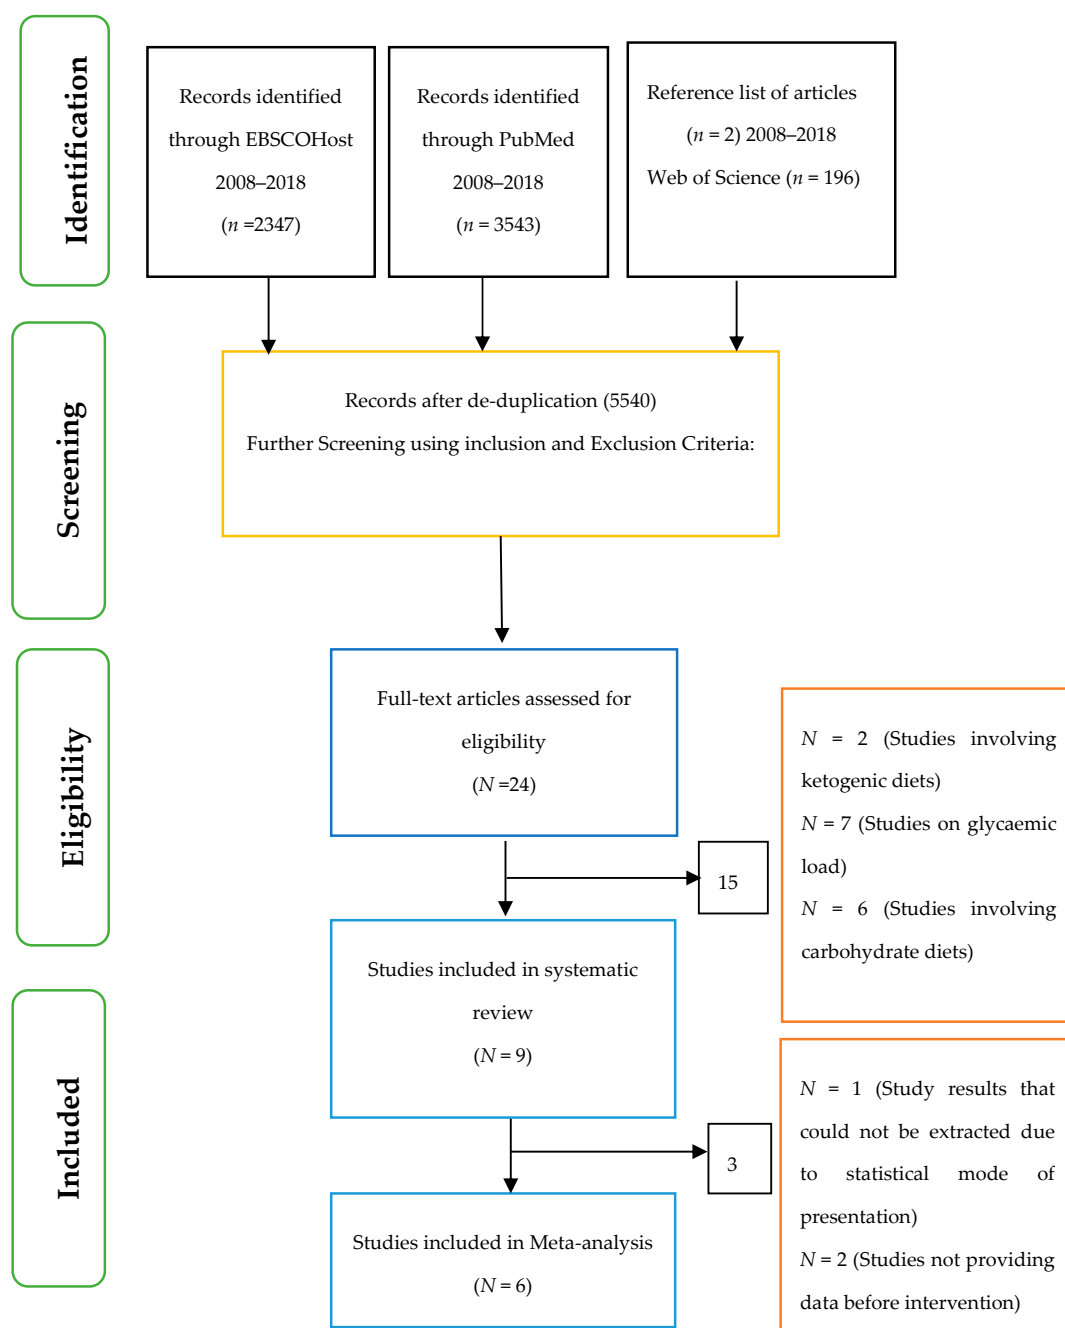 Identification
Records identified
through EBSCOHost
2008–2018
(n =2347)
Records identified
through PubMed
2008–2018
(n = 3543)
Reference list of articles
(n = 2) 2008–2018
Web of Science (n = 196)
Screening
Records after de-duplication (5540)
Further Screening using inclusion and Exclusion Criteria:
Eligibility
Full-text articles assessed for
eligibility
(N =24)
15
N = 2 (Studies involving
ketogenic diets)
N = 7 (Studies on glycaemic
load)
N = 6 (Studies involving
carbohydrate diets)
Studies included in systematic
review
(N = 9)
Included
3
N = 1 (Study results that
could not be extracted due
to statistical mode of
presentation)
N = 2 (Studies not providing
data before intervention)
Studies included in Meta-analysis
(N = 6)